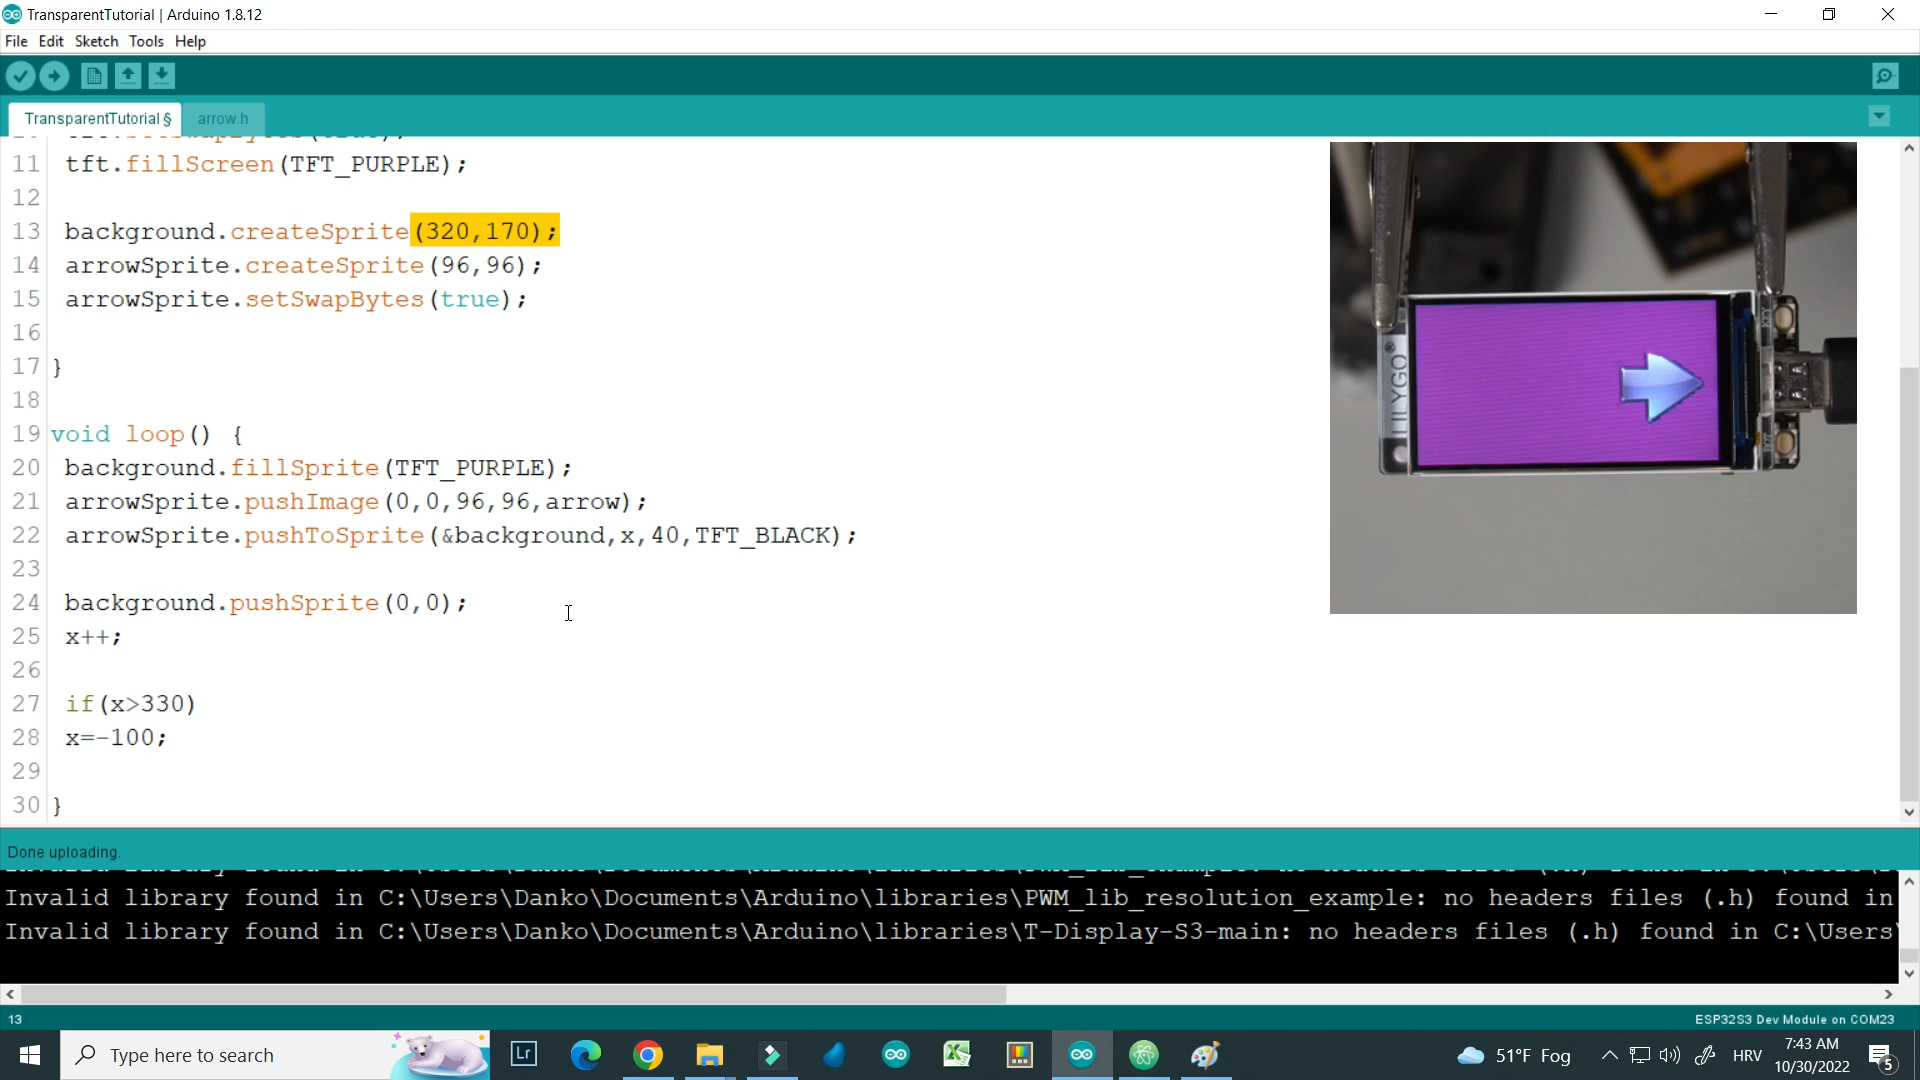 TransparentTutorial | Arduino 1.8.12
File Edit Sketch Tools Help
TransparentTutorial § arrow.h
11 tft.fillScreen(TFT_PURPLE);
12
13 background.createSprite(320,170);
14 arrowSprite.createSprite(96,96);
15 arrowSprite.setSwapBytes(true);
16
17 }
18
19 void loop() {
20 background.fillSprite(TFT_PURPLE);
21 arrowSprite.pushImage(0,0,96,96,arrow);
22 arrowSprite.pushToSprite(&background,x,40,TFT_BLACK);
23
24 background.pushSprite(0,0);
25 x++;
26
27 if(x>330)
28 x=-100;
29
30 }
LILYGO®
Done uploading.
Invalid library found in C:\Users\Danko\Documents\Arduino\libraries\PWM_lib_resolution_example: no headers files (.h) found in
Invalid library found in C:\Users\Danko\Documents\Arduino\libraries\T-Display-S3-main: no headers files (.h) found in C:\Users\
13 ESP32S3 Dev Module on COM23
Type here to search
Lr
51°F Fog
HRV
7:43 AM
10/30/2022
5